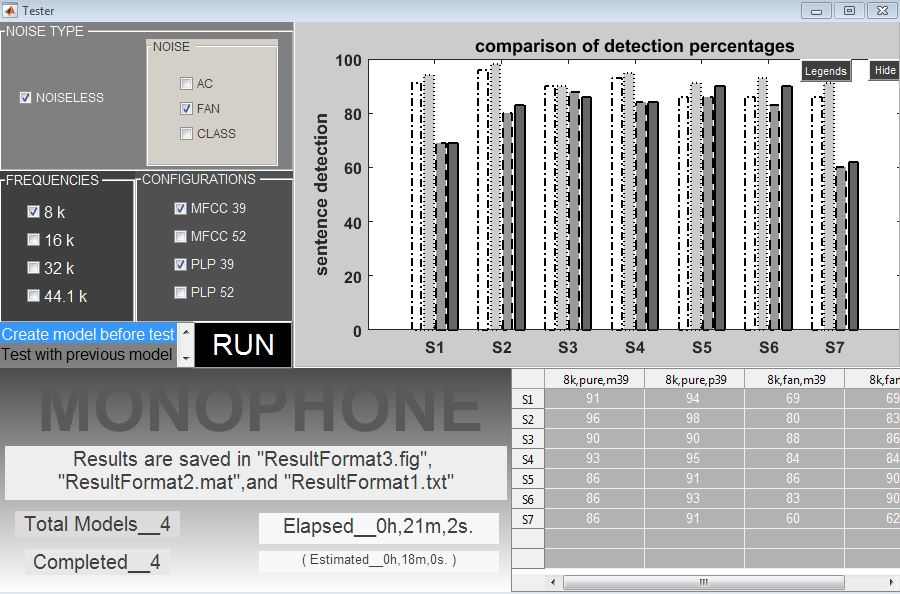 Tester
NOISE TYPE
NOISELESS
NOISE
AC
FAN
CLASS
FREQUENCIES
8 k
16 k
32 k
44.1 k
CONFIGURATIONS
MFCC 39
MFCC 52
PLP 39
PLP 52
Create model before test
Test with previous model
RUN
comparison of detection percentages
Legends
Hide
sentence detection
100
80
60
40
20
0
S1 S2 S3 S4 S5 S6 S7
MONOPHONE
Results are saved in "ResultFormat3.fig",
"ResultFormat2.mat",and "ResultFormat1.txt"
Total Models__4
Completed__4
Elapsed__0h,21m,2s.
( Estimated__0h,18m,0s. )
8k,pure,m39 8k,pure,p39 8k,fan,m39 8k,fan
S1 91 94 69 69
S2 96 98 80 83
S3 90 90 88 86
S4 93 95 84 84
S5 86 91 86 90
S6 86 93 83 90
S7 86 91 60 62